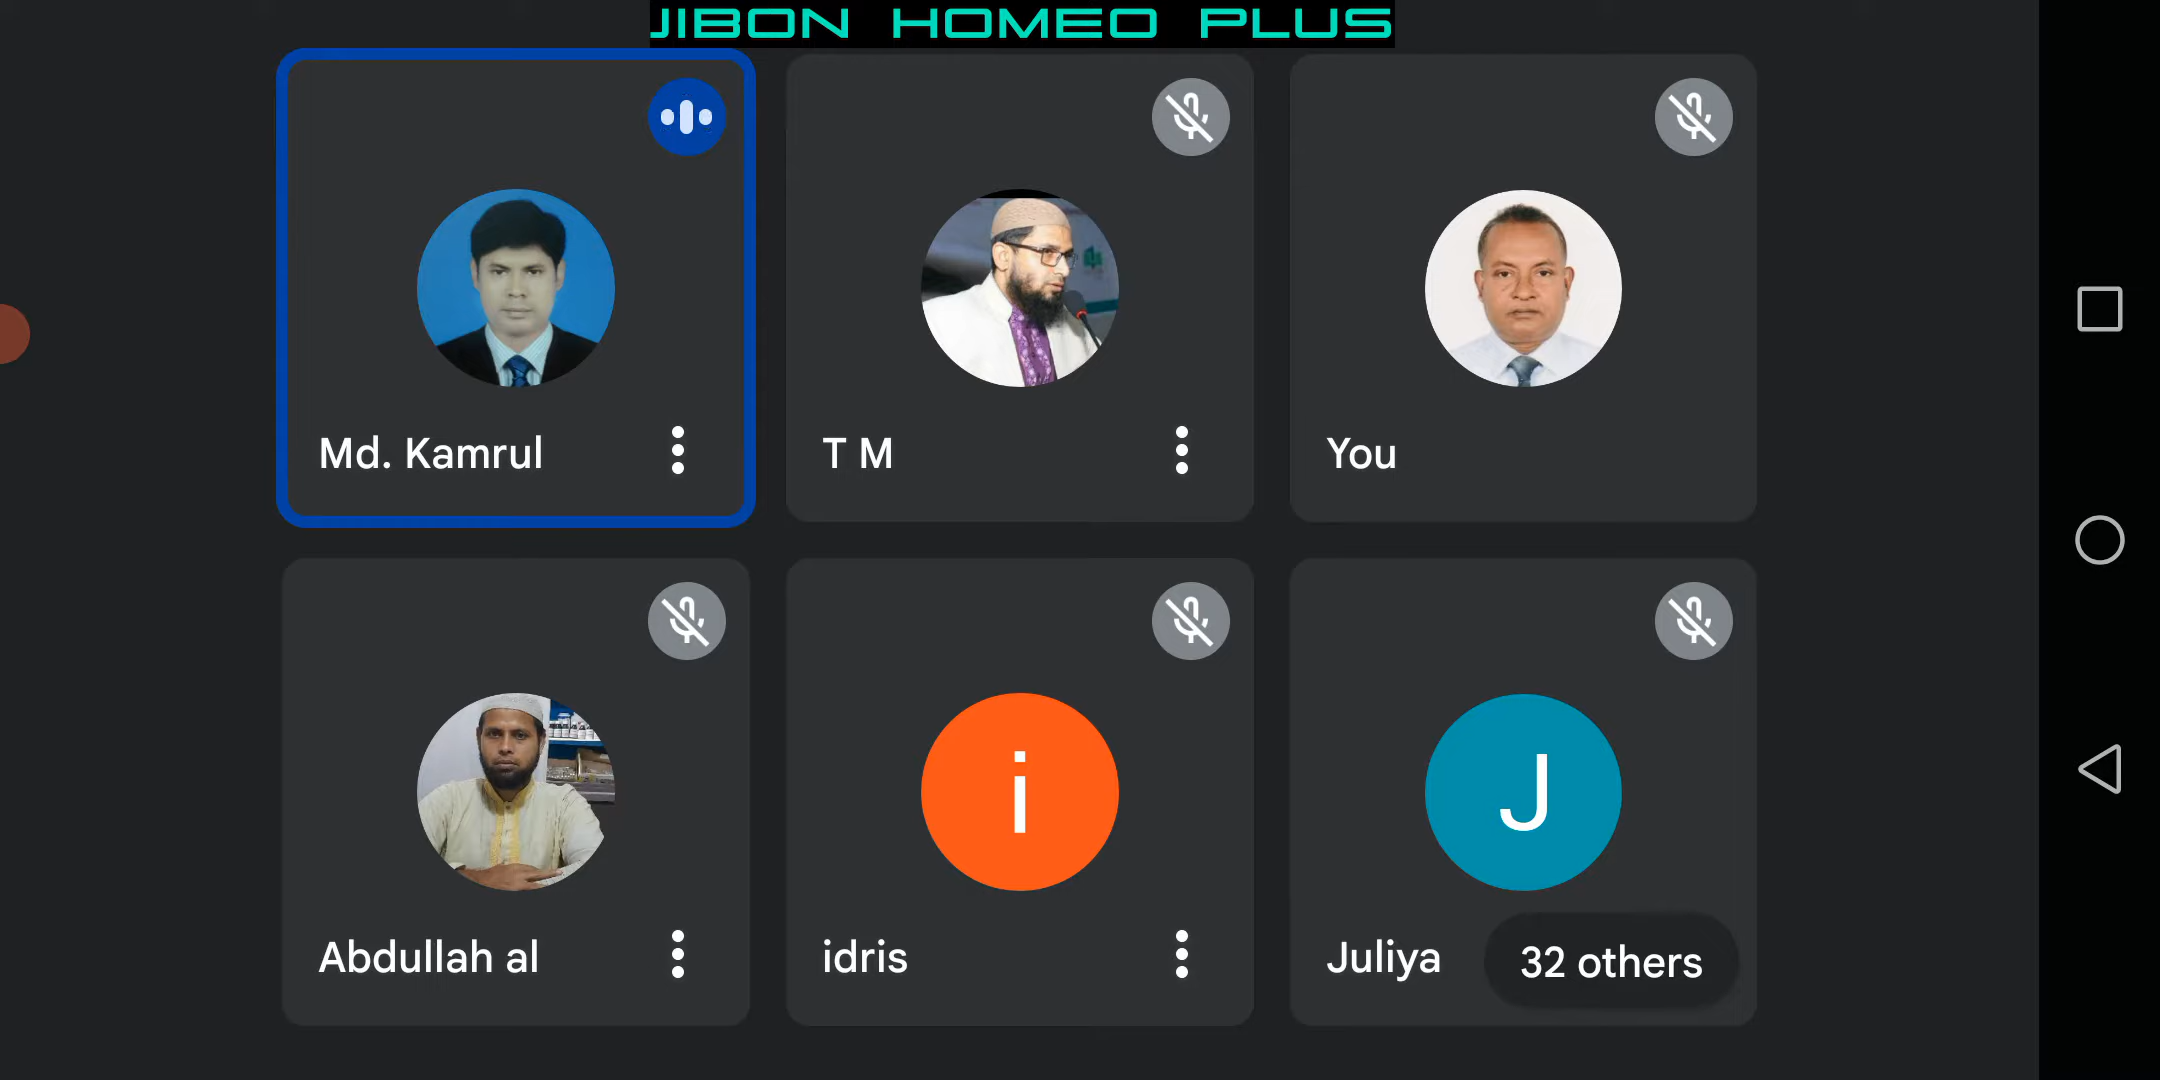 JIBON HOMEO PLUS
Md. Kamrul
T M
You
Abdullah al
i
idris
J
Juliya
32 others